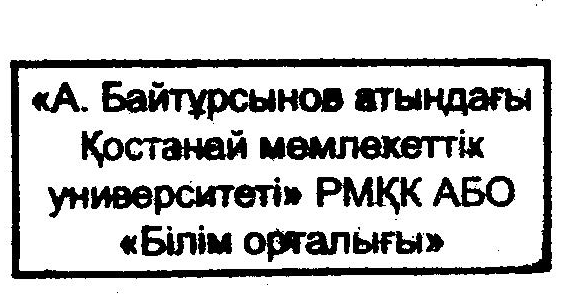 «А. Байтұрсынов атындағы
Қостанай мемлекеттік
университеті» РМҚК АБО
«Білім орталығы»